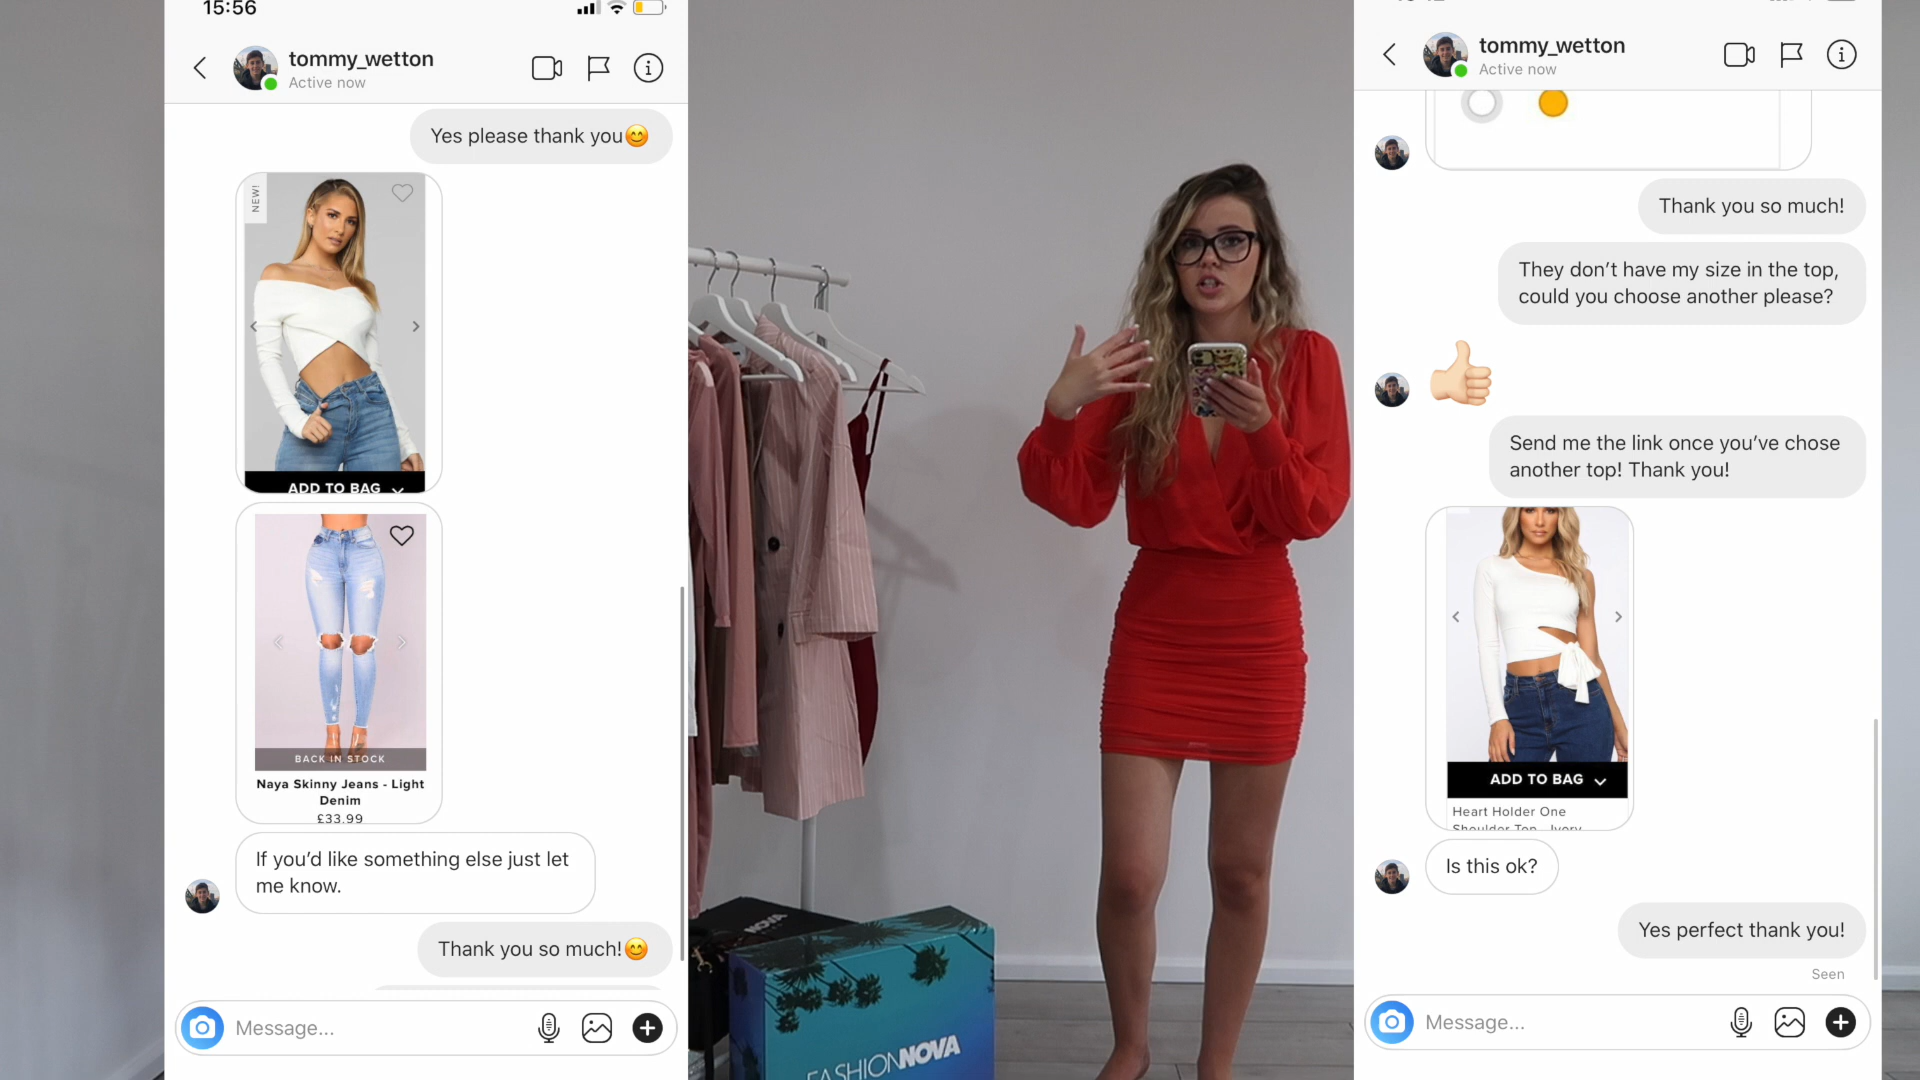 15:56
tommy_wetton
Active now
Yes please thank you😊
NEW!
ADD TO BAG
BACK IN STOCK
Naya Skinny Jeans - Light
Denim
£33.99
If you’d like something else just let
me know.
Thank you so much!😊
Message...
NOVA
FASHIONNOVA
tommy_wetton
Active now
Thank you so much!
They don’t have my size in the top,
could you choose another please?
Send me the link once you’ve chose
another top! Thank you!
ADD TO BAG
Heart Holder One
Shoulder Top - Ivory
Is this ok?
Yes perfect thank you!
Seen
Message...